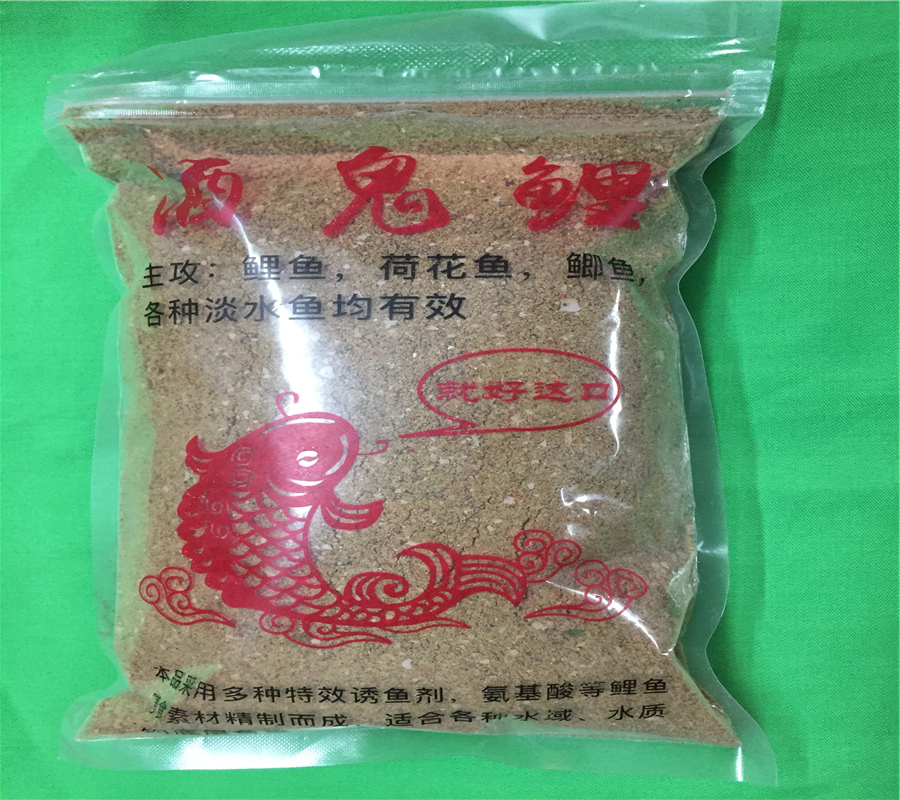 酒鬼鲤
主攻：鲤鱼，荷花鱼，鲫鱼，
各种淡水鱼均有效
就好这口
本品采用多种特效诱鱼剂，氨基酸等鲤鱼
素材精制而成，适合各种水域、水质